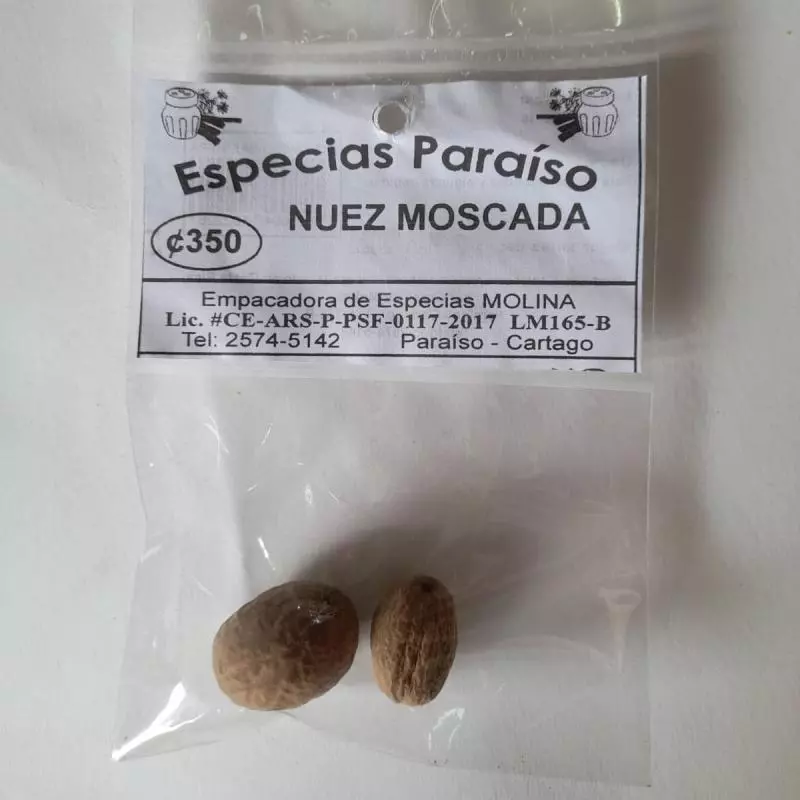 Especias Paraíso
NUEZ MOSCADA
₡350
Empacadora de Especias MOLINA
Lic. #CE-ARS-P-PSF-0117-2017 LM165-B
Tel: 2574-5142 Paraíso - Cartago